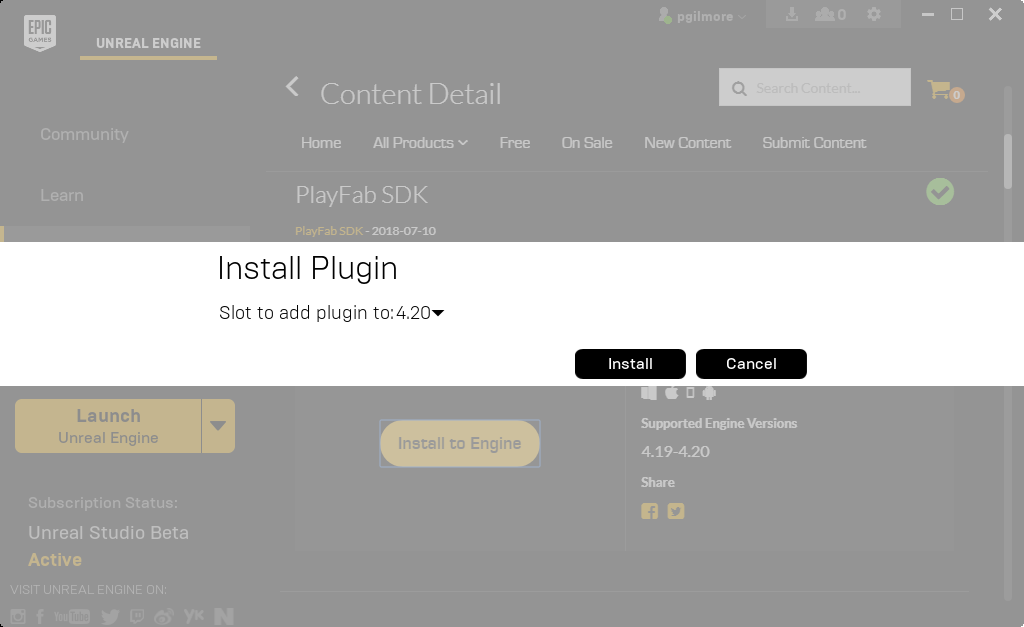 EPIC
GAMES
UNREAL ENGINE
pgilmore
0
Content Detail
Search Content...
0
Community
Home All Products Free On Sale New Content Submit Content
Learn
PlayFab SDK
PlayFab SDK - 2018-07-10
Install Plugin
Slot to add plugin to: 4.20
Install Cancel
Launch
Unreal Engine
Supported Engine Versions
Install to Engine
4.19-4.20
Share
Subscription Status:
Unreal Studio Beta
Active
VISIT UNREAL ENGINE ON:
YouTube